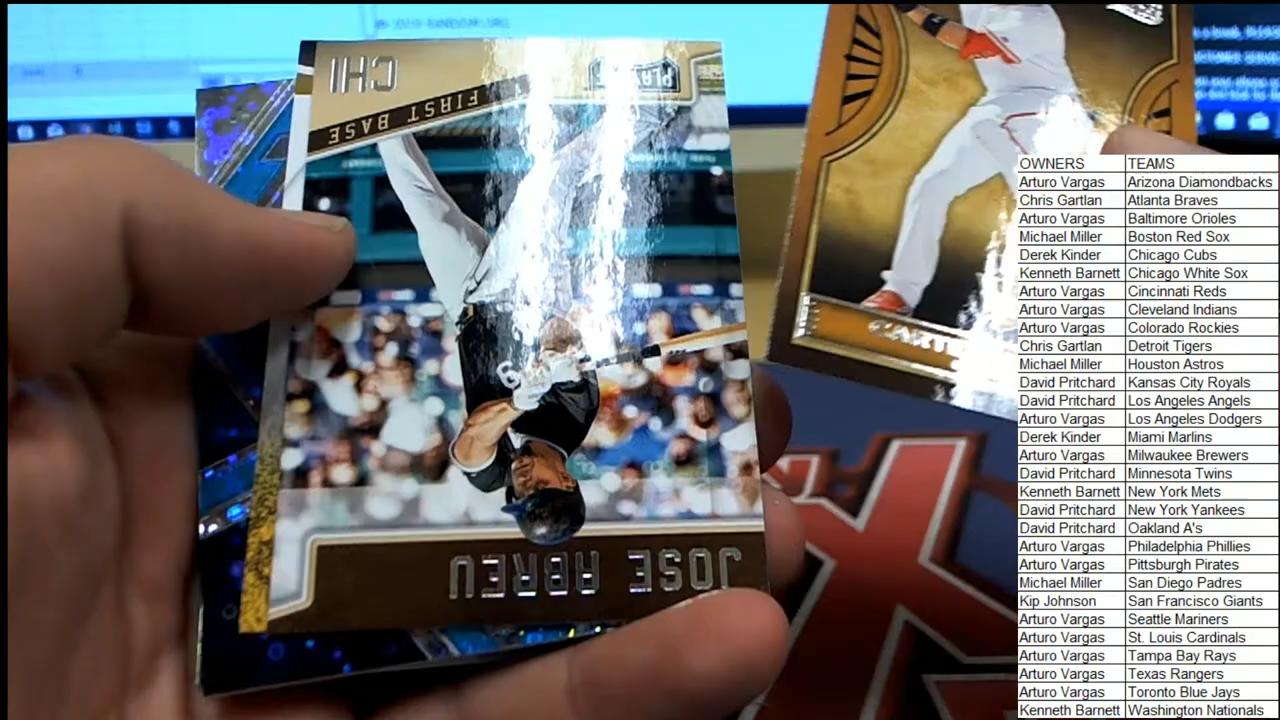 CHI
PLAY
FIRST BASE
6
JOSE ABREU
CARTE
OWNERS TEAMS
Arturo Vargas Arizona Diamondbacks
Chris Gartlan Atlanta Braves
Arturo Vargas Baltimore Orioles
Michael Miller Boston Red Sox
Derek Kinder Chicago Cubs
Kenneth Barnett Chicago White Sox
Arturo Vargas Cincinnati Reds
Arturo Vargas Cleveland Indians
Arturo Vargas Colorado Rockies
Chris Gartlan Detroit Tigers
Michael Miller Houston Astros
David Pritchard Kansas City Royals
David Pritchard Los Angeles Angels
Arturo Vargas Los Angeles Dodgers
Derek Kinder Miami Marlins
Arturo Vargas Milwaukee Brewers
David Pritchard Minnesota Twins
Kenneth Barnett New York Mets
David Pritchard New York Yankees
David Pritchard Oakland A's
Arturo Vargas Philadelphia Phillies
Arturo Vargas Pittsburgh Pirates
Michael Miller San Diego Padres
Kip Johnson San Francisco Giants
Arturo Vargas Seattle Mariners
Arturo Vargas St. Louis Cardinals
Arturo Vargas Tampa Bay Rays
Arturo Vargas Texas Rangers
Arturo Vargas Toronto Blue Jays
Kenneth Barnett Washington Nationals